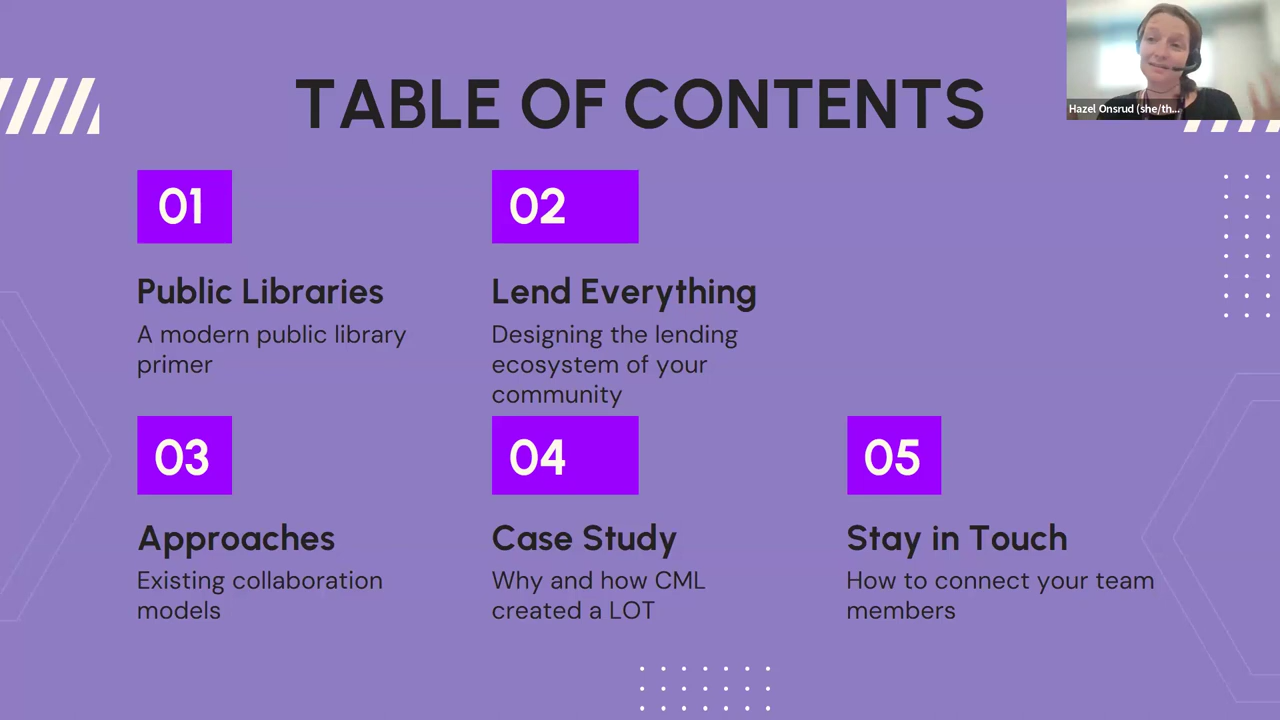 TABLE OF CONTENTS
Hazel Onsrud (she/th...
01
Public Libraries
A modern public library
primer
02
Lend Everything
Designing the lending
ecosystem of your
community
03
Approaches
Existing collaboration
models
04
Case Study
Why and how CML
created a LOT
05
Stay in Touch
How to connect your team
members